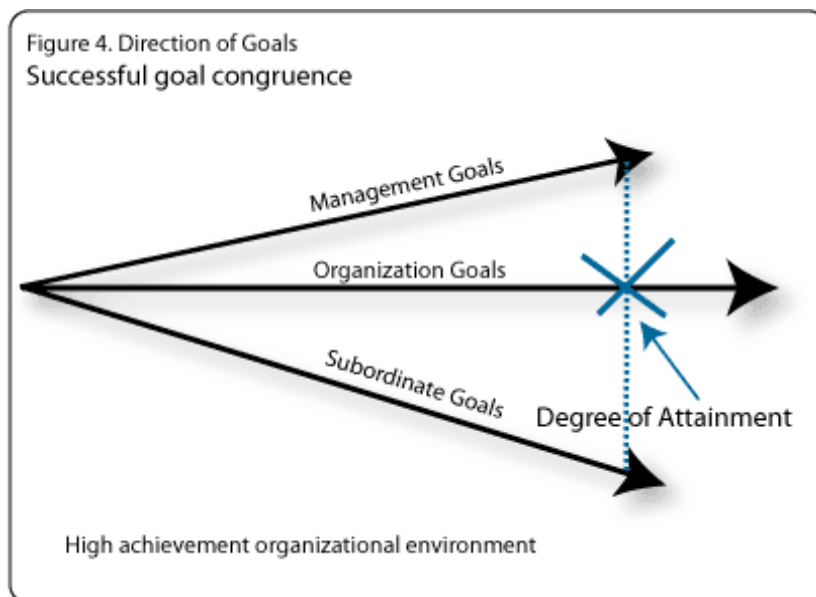 Figure 4. Direction of Goals
Successful goal congruence
Management Goals
Organization Goals
Subordinate Goals
Degree of Attainment
High achievement organizational environment